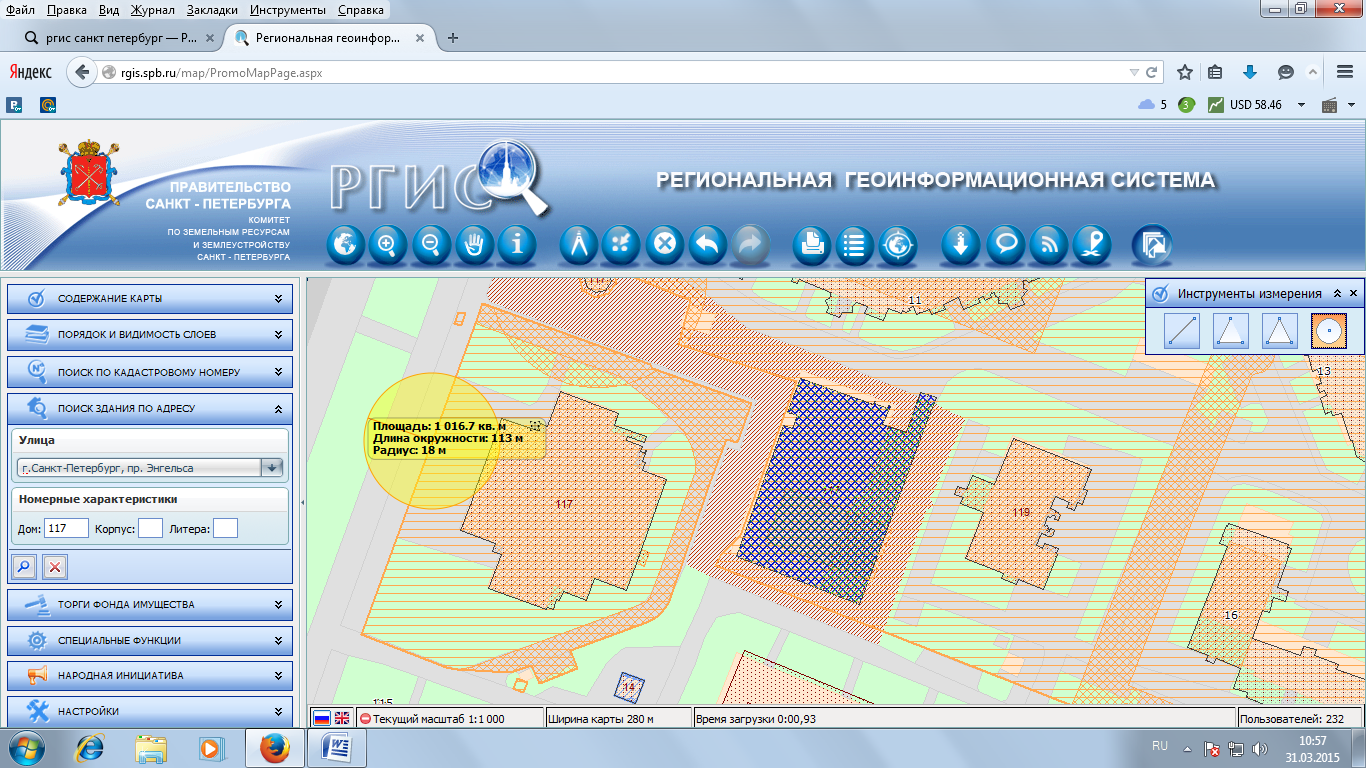 Файл Правка Вид Журнал Закладки Инструменты Справка
ргис санкт петербург — Р...
Региональная геоинфор...
Яндекс
rgis.spb.ru/map/PromoMapPage.aspx
5
3
USD 58.46
ПРАВИТЕЛЬСТВО
САНКТ - ПЕТЕРБУРГА
КОМИТЕТ
ПО ЗЕМЕЛЬНЫМ РЕСУРСАМ
И ЗЕМЛЕУСТРОЙСТВУ
САНКТ - ПЕТЕРБУРГА
РГИС
РЕГИОНАЛЬНАЯ ГЕОИНФОРМАЦИОННАЯ СИСТЕМА
СОДЕРЖАНИЕ КАРТЫ
ПОРЯДОК И ВИДИМОСТЬ СЛОЕВ
ПОИСК ПО КАДАСТРОВОМУ НОМЕРУ
ПОИСК ЗДАНИЯ ПО АДРЕСУ
Улица
г.Санкт-Петербург, пр. Энгельса
Номерные характеристики
Дом: 117 Корпус: Литера:
ТОРГИ ФОНДА ИМУЩЕСТВА
СПЕЦИАЛЬНЫЕ ФУНКЦИИ
НАРОДНАЯ ИНИЦИАТИВА
НАСТРОЙКИ
Инструменты измерения
11
13
Площадь: 1 016.7 кв. м
Длина окружности: 113 м
Радиус: 18 м
117
119
16
14
115
Текущий масштаб 1:1 000
Ширина карты 280 м
Время загрузки 0:00,93
Пользователей: 232
RU
10:57
31.03.2015